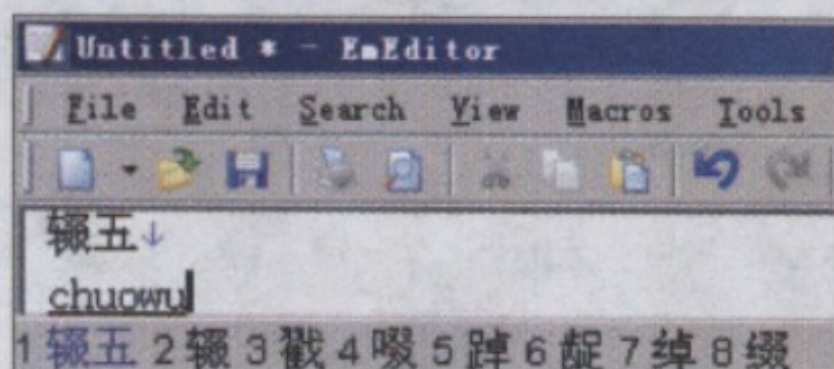 Untitled * - EmEditor
File Edit Search View Macros Tools
辍五↓
chuowu
1 辍五 2 辍 3 戳 4 啜 5 踔 6 龊 7 绰 8 缀